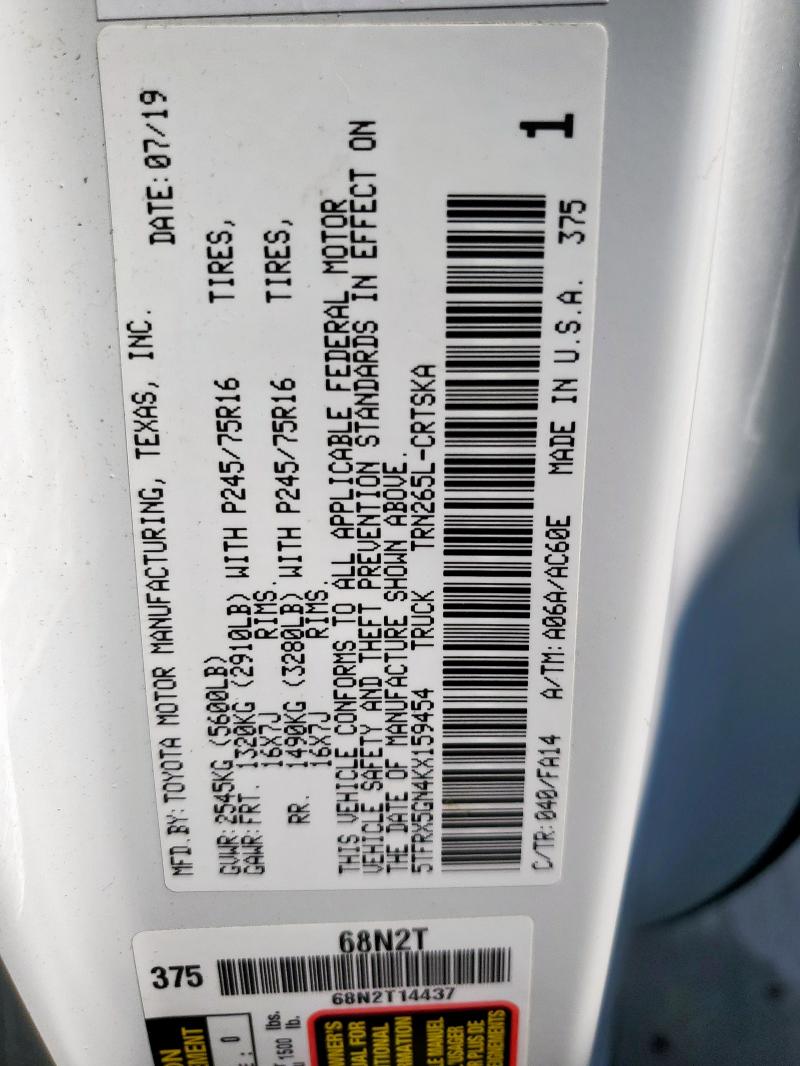 MFD.BY: TOYOTA MOTOR MANUFACTURING, TEXAS, INC. DATE: 07/19
GVWR: 2545KG (5600LB)
GAWR: FRT. 1320KG (2910LB) WITH P245/75R16 TIRES,
16X7J RIMS.
RR. 1490KG (3280LB) WITH P245/75R16 TIRES,
16X7J RIMS.
THIS VEHICLE CONFORMS TO ALL APPLICABLE FEDERAL MOTOR
VEHICLE SAFETY AND THEFT PREVENTION STANDARDS IN EFFECT ON
THE DATE OF MANUFACTURE SHOWN ABOVE.
5TFRX5GN4KX159454 TRUCK TRN265L-CRTSKA
1
C/TR: 040/FA14 A/TM: A06A/AC60E MADE IN U.S.A. 375
375
68N2T
68N2T14437
1500 lb.
lbs.